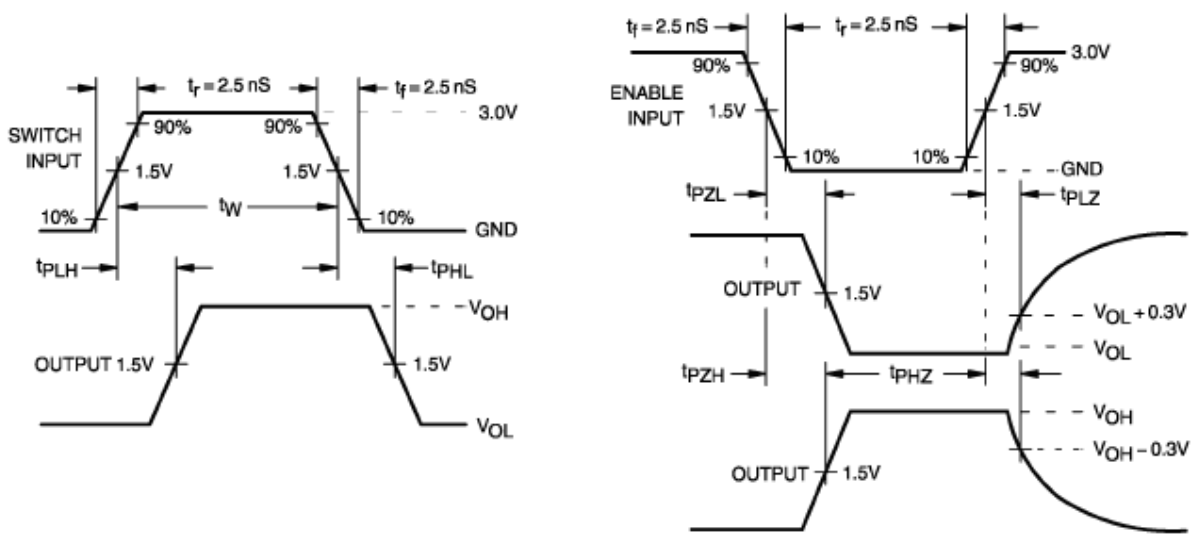 tr = 2.5 nS
tf = 2.5 nS
3.0V
90%
90%
SWITCH
INPUT
1.5V
1.5V
tW
10%
10%
GND
tPLH
tPHL
VOH
OUTPUT 1.5V
1.5V
VOL
tf = 2.5 nS
tr = 2.5 nS
3.0V
90%
90%
ENABLE
INPUT
1.5V
1.5V
10%
10%
GND
tPZL
tPLZ
OUTPUT
1.5V
VOL + 0.3V
VOL
tPZH
tPHZ
VOH
VOH – 0.3V
OUTPUT
1.5V